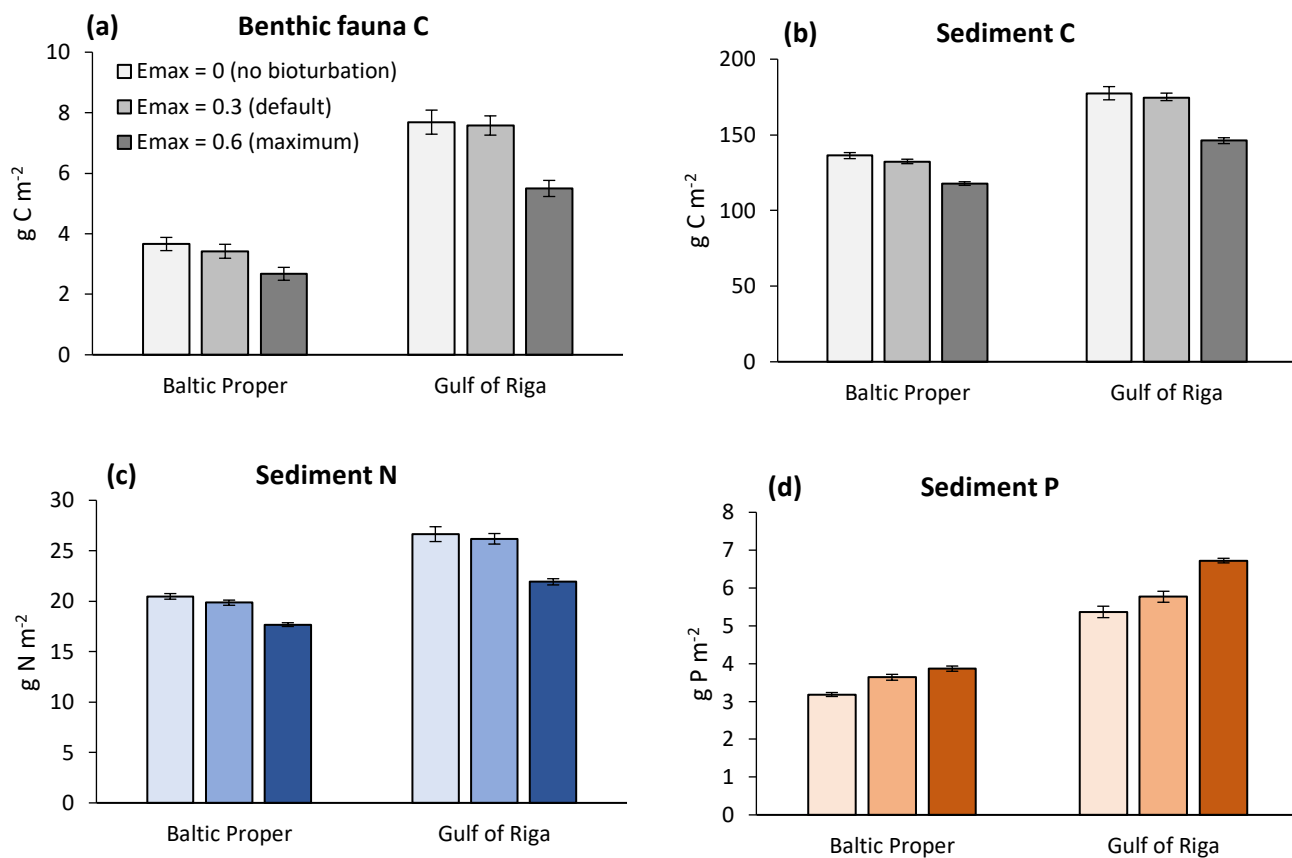 (a) Benthic fauna C
10
8
6
4
2
0
g C m⁻²
Emax = 0 (no bioturbation)
Emax = 0.3 (default)
Emax = 0.6 (maximum)
Baltic Proper Gulf of Riga
(b) Sediment C
200
150
100
50
0
g C m⁻²
Baltic Proper Gulf of Riga
(c) Sediment N
30
25
20
15
10
5
0
g N m⁻²
Baltic Proper Gulf of Riga
(d) Sediment P
8
7
6
5
4
3
2
1
0
g P m⁻²
Baltic Proper Gulf of Riga